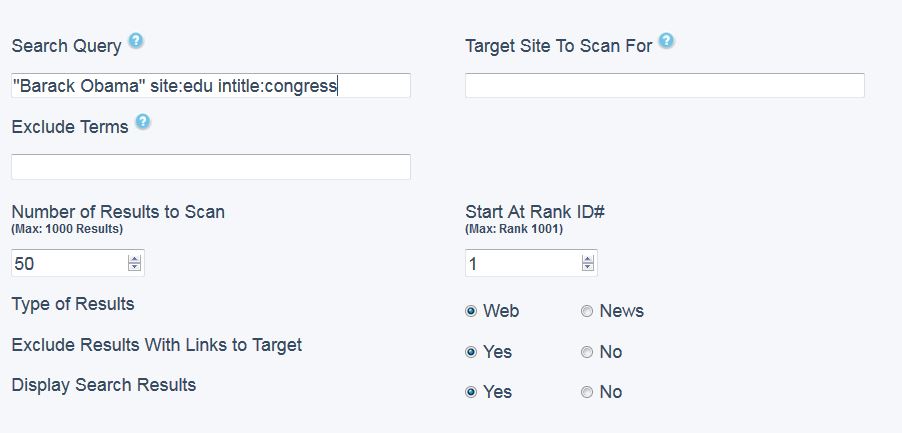 Search Query ?
Target Site To Scan For ?
"Barack Obama" site:edu intitle:congress
Exclude Terms ?
Number of Results to Scan
(Max: 1000 Results)
Start At Rank ID#
(Max: Rank 1001)
50
1
Type of Results
Web
News
Exclude Results With Links to Target
Yes
No
Display Search Results
Yes
No